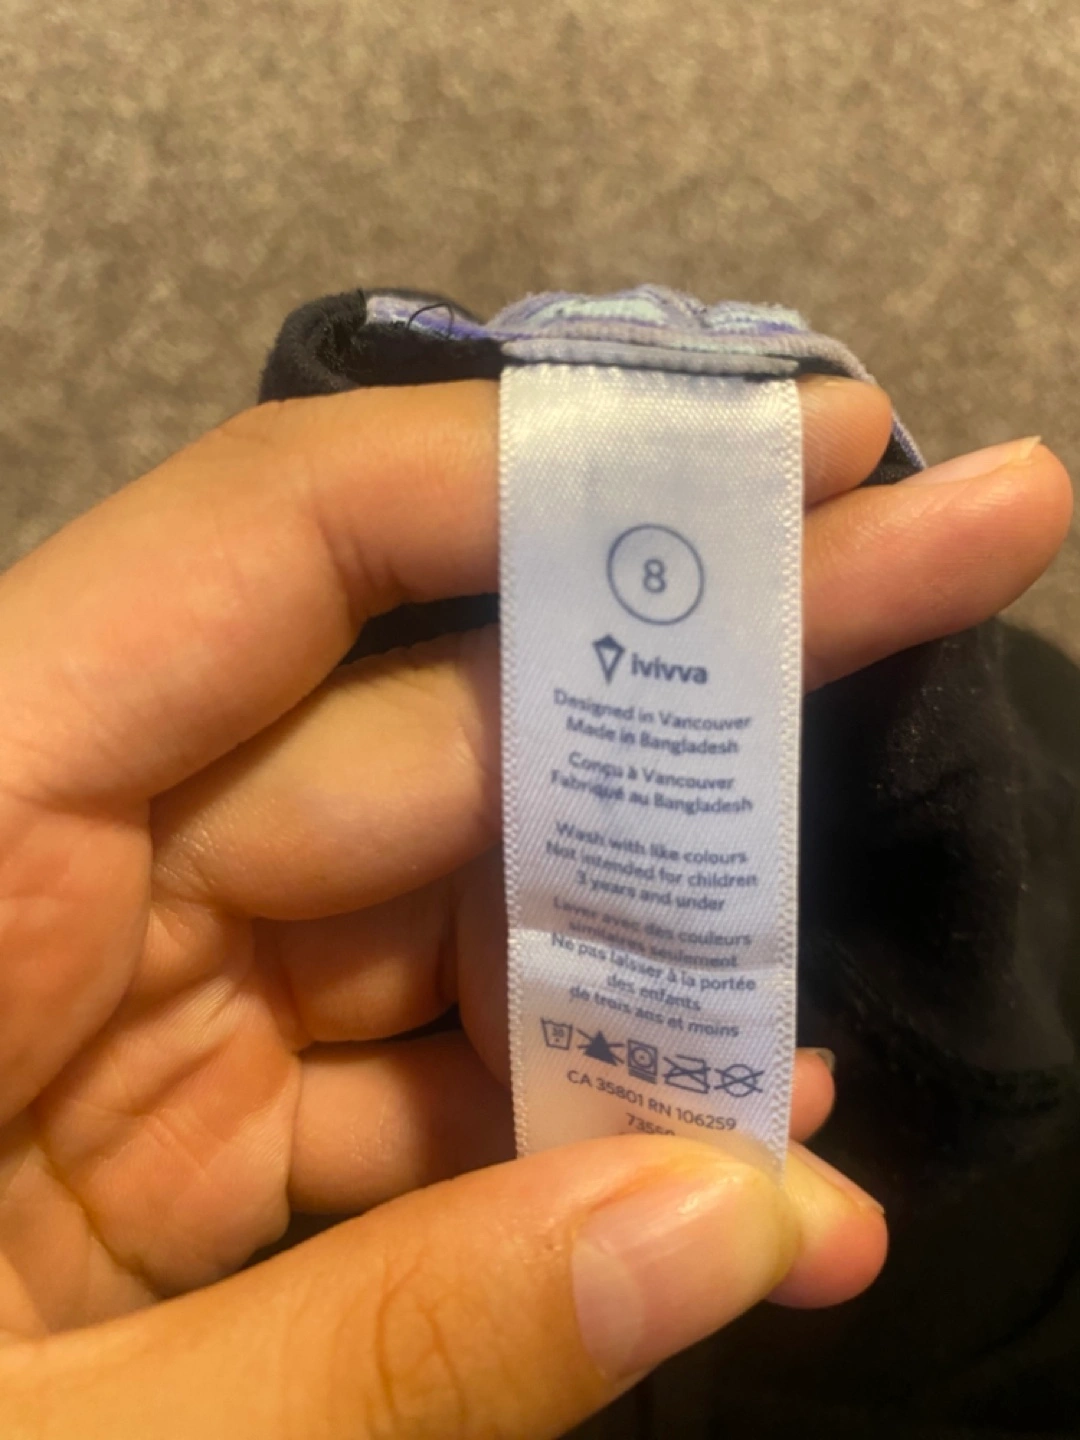 8
ivivva
Designed in Vancouver
Made in Bangladesh
Conçu à Vancouver
Fabriqué au Bangladesh
Wash with like colours
Not intended for children
3 years and under
Laver avec des couleurs
similaires seulement
Ne pas laisser à la portée
des enfants
de trois ans et moins
30
CA 35801 RN 106259